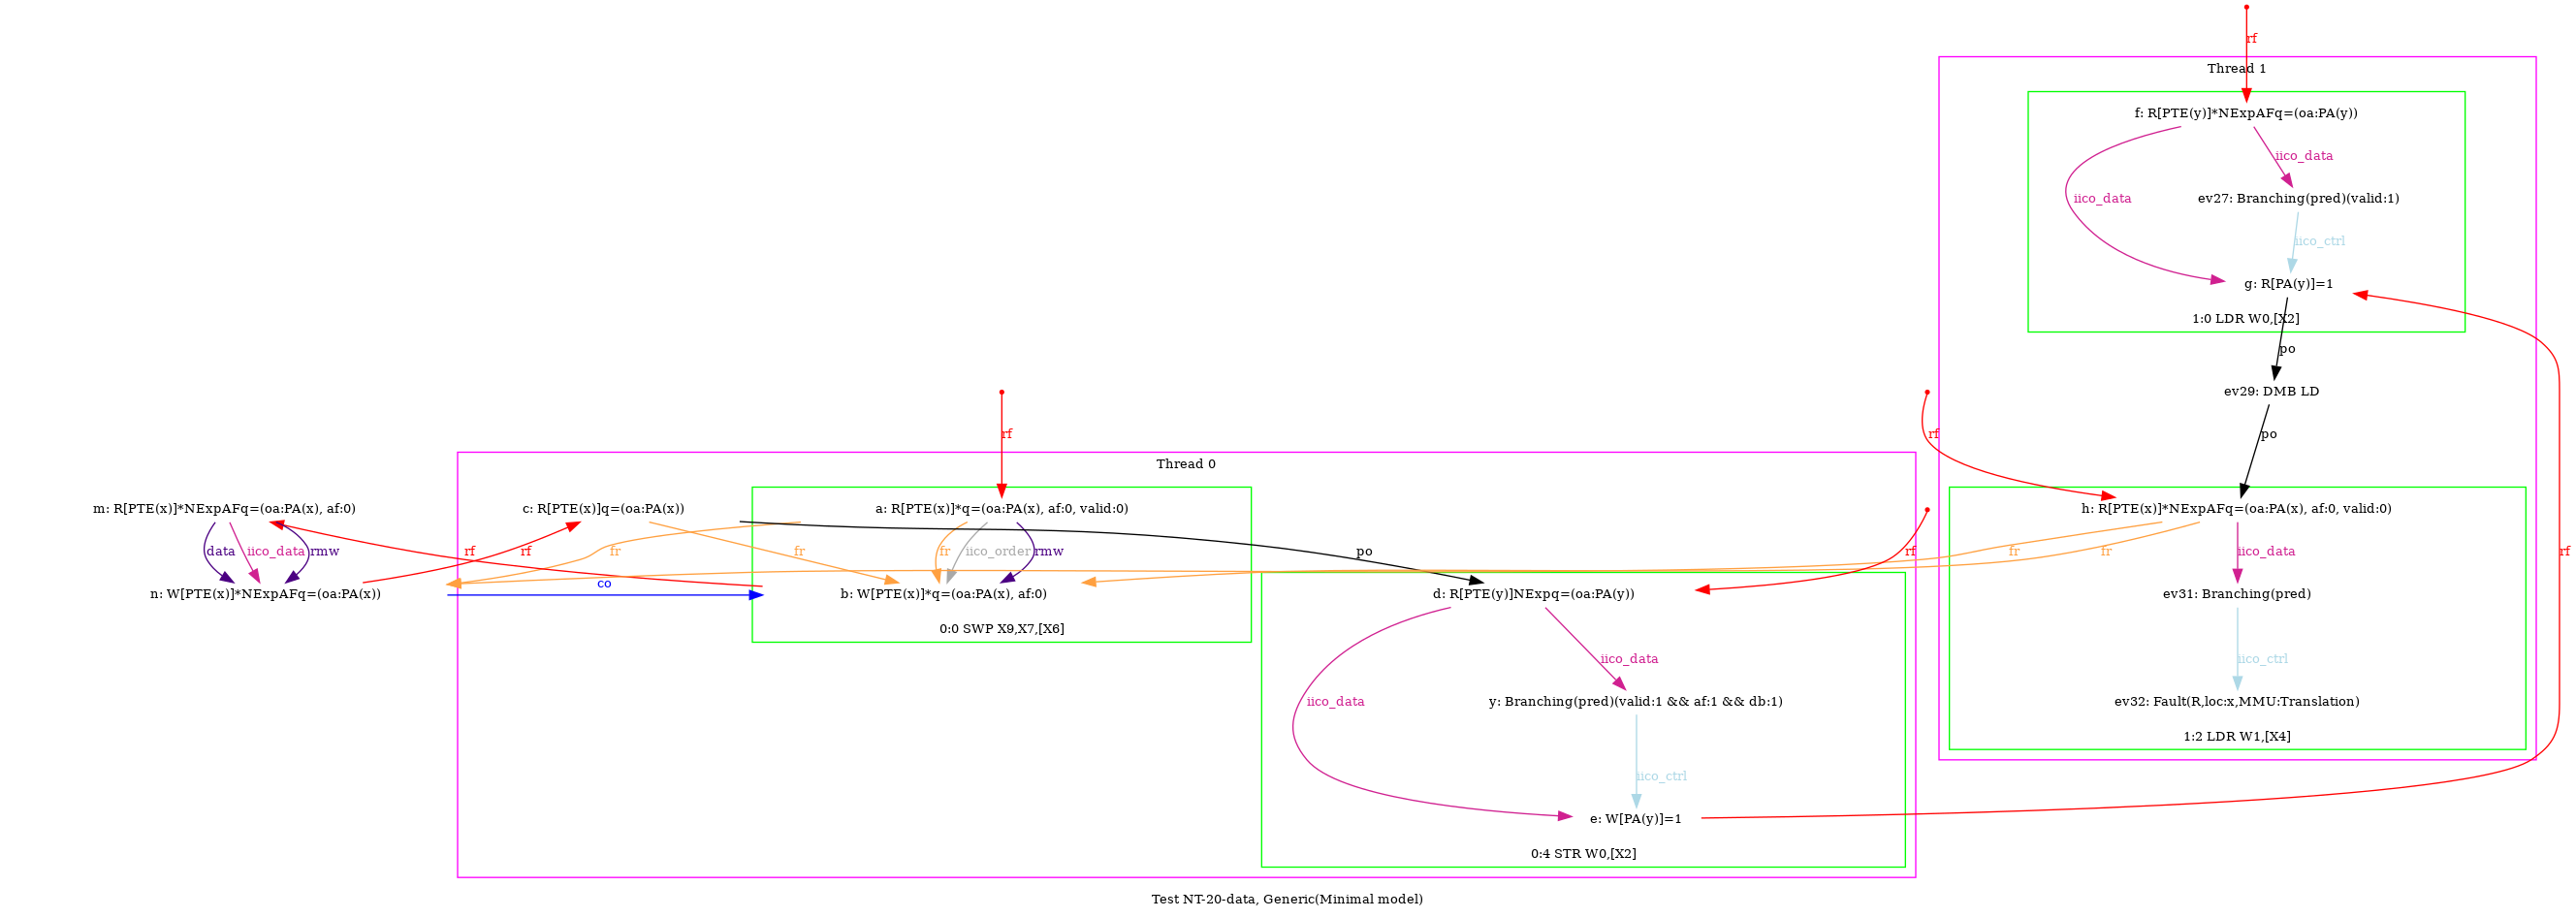 rf
Thread 1
f: R[PTE(y)]*NExpAFq=(oa:PA(y))
iico_data
iico_data
ev27: Branching(pred)(valid:1)
iico_ctrl
g: R[PA(y)]=1
1:0 LDR W0,[X2]
po
ev29: DMB LD
rf
rf
po
Thread 0
m: R[PTE(x)]*NExpAFq=(oa:PA(x), af:0)
c: R[PTE(x)]q=(oa:PA(x))
a: R[PTE(x)]*q=(oa:PA(x), af:0, valid:0)
h: R[PTE(x)]*NExpAFq=(oa:PA(x), af:0, valid:0)
data
iico_data
rmw
rf
rf
fr
fr
fr
iico_order
rmw
po
rf
fr
fr
iico_data
rf
n: W[PTE(x)]*NExpAFq=(oa:PA(x))
co
b: W[PTE(x)]*q=(oa:PA(x), af:0)
d: R[PTE(y)]NExpq=(oa:PA(y))
ev31: Branching(pred)
0:0 SWP X9,X7,[X6]
iico_data
iico_ctrl
iico_data
y: Branching(pred)(valid:1 && af:1 && db:1)
ev32: Fault(R,loc:x,MMU:Translation)
1:2 LDR W1,[X4]
iico_ctrl
e: W[PA(y)]=1
0:4 STR W0,[X2]
Test NT-20-data, Generic(Minimal model)